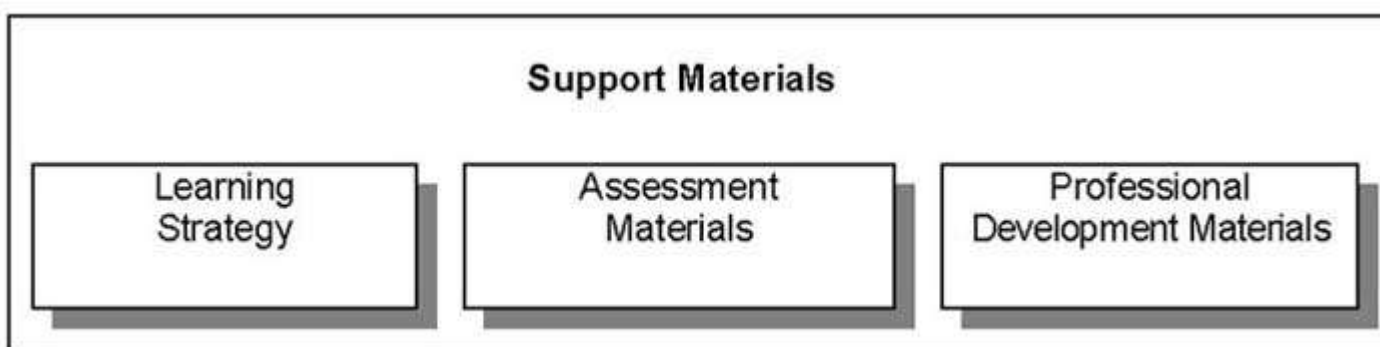 Support Materials
Learning
Strategy
Assessment
Materials
Professional
Development Materials